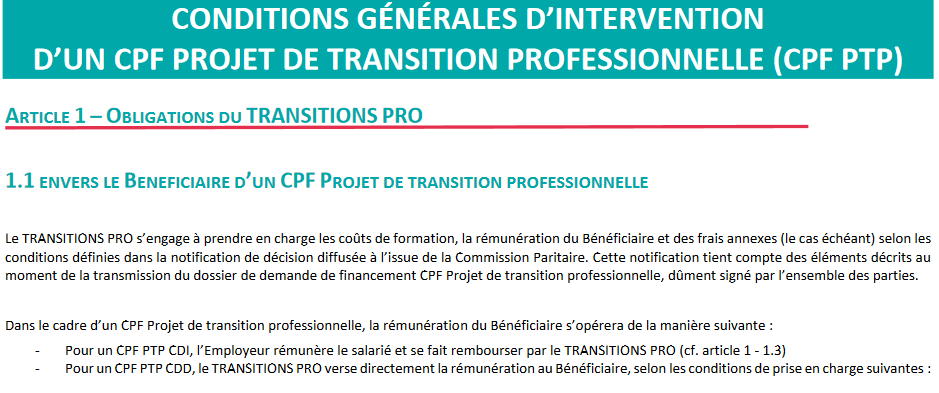 CONDITIONS GÉNÉRALES D’INTERVENTION
D’UN CPF PROJET DE TRANSITION PROFESSIONNELLE (CPF PTP)
ARTICLE 1 – OBLIGATIONS DU TRANSITIONS PRO
1.1 ENVERS LE BENEFICIAIRE D’UN CPF PROJET DE TRANSITION PROFESSIONNELLE
Le TRANSITIONS PRO s’engage à prendre en charge les coûts de formation, la rémunération du Bénéficiaire et des frais annexes (le cas échéant) selon les
conditions définies dans la notification de décision diffusée à l’issue de la Commission Paritaire. Cette notification tient compte des éléments décrits au
moment de la transmission du dossier de demande de financement CPF Projet de transition professionnelle, dûment signé par l’ensemble des parties.
Dans le cadre d’un CPF Projet de transition professionnelle, la rémunération du Bénéficiaire s’opérera de la manière suivante :
- Pour un CPF PTP CDI, l’Employeur rémunère le salarié et se fait rembourser par le TRANSITIONS PRO (cf. article 1 - 1.3)
- Pour un CPF PTP CDD, le TRANSITIONS PRO verse directement la rémunération au Bénéficiaire, selon les conditions de prise en charge suivantes :